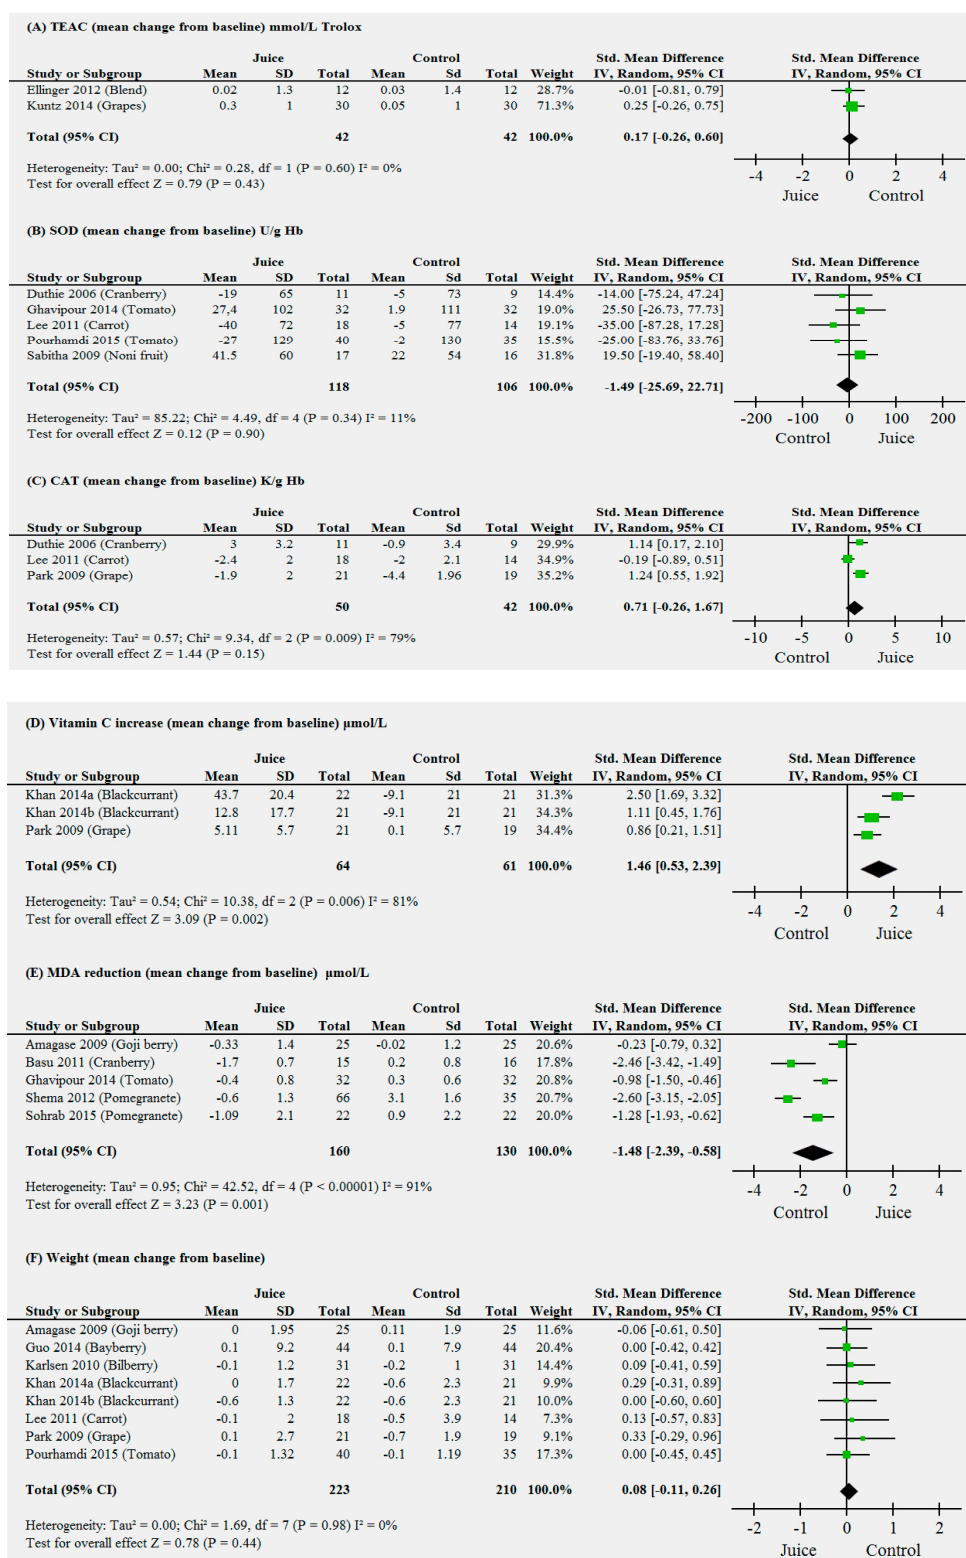 (A) TEAC (mean change from baseline) mmol/L Trolox
Juice Control Std. Mean Difference Std. Mean Difference
Study or Subgroup Mean SD Total Mean Sd Total Weight IV, Random, 95% CI IV, Random, 95% CI
Ellinger 2012 (Blend) 0.02 1.3 12 0.03 1.4 12 28.7% -0.01 [-0.81, 0.79]
Kuntz 2014 (Grapes) 0.3 1 30 0.05 1 30 71.3% 0.25 [-0.26, 0.75]
Total (95% CI) 42 42 100.0% 0.17 [-0.26, 0.60]
Heterogeneity: Tau² = 0.00; Chi² = 0.28, df = 1 (P = 0.60) I² = 0%
Test for overall effect Z = 0.79 (P = 0.43)
-4 -2 0 2 4
Juice Control
(B) SOD (mean change from baseline) U/g Hb
Juice Control Std. Mean Difference Std. Mean Difference
Study or Subgroup Mean SD Total Mean Sd Total Weight IV, Random, 95% CI IV, Random, 95% CI
Duthie 2006 (Cranberry) -19 65 11 -5 73 9 14.4% -14.00 [-75.24, 47.24]
Ghavipour 2014 (Tomato) 27,4 102 32 1.9 111 32 19.0% 25.50 [-26.73, 77.73]
Lee 2011 (Carrot) -40 72 18 -5 77 14 19.1% -35.00 [-87.28, 17.28]
Pourhamdi 2015 (Tomato) -27 129 40 -2 130 35 15.5% -25.00 [-83.76, 33.76]
Sabitha 2009 (Noni fruit) 41.5 60 17 22 54 16 31.8% 19.50 [-19.40, 58.40]
Total (95% CI) 118 106 100.0% -1.49 [-25.69, 22.71]
Heterogeneity: Tau² = 85.22; Chi² = 4.49, df = 4 (P = 0.34) I² = 11%
Test for overall effect Z = 0.12 (P = 0.90)
-200 -100 0 100 200
Control Juice
(C) CAT (mean change from baseline) K/g Hb
Juice Control Std. Mean Difference Std. Mean Difference
Study or Subgroup Mean SD Total Mean Sd Total Weight IV, Random, 95% CI IV, Random, 95% CI
Duthie 2006 (Cranberry) 3 3.2 11 -0.9 3.4 9 29.9% 1.14 [0.17, 2.10]
Lee 2011 (Carrot) -2.4 2 18 -2 2.1 14 34.9% -0.19 [-0.89, 0.51]
Park 2009 (Grape) -1.9 2 21 -4.4 1.96 19 35.2% 1.24 [0.55, 1.92]
Total (95% CI) 50 42 100.0% 0.71 [-0.26, 1.67]
Heterogeneity: Tau² = 0.57; Chi² = 9.34, df = 2 (P = 0.009) I² = 79%
Test for overall effect Z = 1.44 (P = 0.15)
-10 -5 0 5 10
Control Juice
(D) Vitamin C increase (mean change from baseline) µmol/L
Juice Control Std. Mean Difference Std. Mean Difference
Study or Subgroup Mean SD Total Mean Sd Total Weight IV, Random, 95% CI IV, Random, 95% CI
Khan 2014a (Blackcurrant) 43.7 20.4 22 -9.1 21 21 31.3% 2.50 [1.69, 3.32]
Khan 2014b (Blackcurrant) 12.8 17.7 21 -9.1 21 21 34.3% 1.11 [0.45, 1.76]
Park 2009 (Grape) 5.11 5.7 21 0.1 5.7 19 34.4% 0.86 [0.21, 1.51]
Total (95% CI) 64 61 100.0% 1.46 [0.53, 2.39]
Heterogeneity: Tau² = 0.54; Chi² = 10.38, df = 2 (P = 0.006) I² = 81%
Test for overall effect Z = 3.09 (P = 0.002)
-4 -2 0 2 4
Control Juice
(E) MDA reduction (mean change from baseline) µmol/L
Juice Control Std. Mean Difference Std. Mean Difference
Study or Subgroup Mean SD Total Mean Sd Total Weight IV, Random, 95% CI IV, Random, 95% CI
Amagase 2009 (Goji berry) -0.33 1.4 25 -0.02 1.2 25 20.6% -0.23 [-0.79, 0.32]
Basu 2011 (Cranberry) -1.7 0.7 15 0.2 0.8 16 17.8% -2.46 [-3.42, -1.49]
Ghavipour 2014 (Tomato) -0.4 0.8 32 0.3 0.6 32 20.8% -0.98 [-1.50, -0.46]
Shema 2012 (Pomegranete) -0.6 1.3 66 3.1 1.6 35 20.7% -2.60 [-3.15, -2.05]
Sohrab 2015 (Pomegranete) -1.09 2.1 22 0.9 2.2 22 20.0% -1.28 [-1.93, -0.62]
Total (95% CI) 160 130 100.0% -1.48 [-2.39, -0.58]
Heterogeneity: Tau² = 0.95; Chi² = 42.52, df = 4 (P < 0.00001) I² = 91%
Test for overall effect Z = 3.23 (P = 0.001)
-4 -2 0 2 4
Control Juice
(F) Weight (mean change from baseline)
Juice Control Std. Mean Difference Std. Mean Difference
Study or Subgroup Mean SD Total Mean Sd Total Weight IV, Random, 95% CI IV, Random, 95% CI
Amagase 2009 (Goji berry) 0 1.95 25 0.11 1.9 25 11.6% -0.06 [-0.61, 0.50]
Guo 2014 (Bayberry) 0.1 9.2 44 0.1 7.9 44 20.4% 0.00 [-0.42, 0.42]
Karlsen 2010 (Bilberry) -0.1 1.2 31 -0.2 1 31 14.4% 0.09 [-0.41, 0.59]
Khan 2014a (Blackcurrant) 0 1.7 22 -0.6 2.3 21 9.9% 0.29 [-0.31, 0.89]
Khan 2014b (Blackcurrant) -0.6 1.3 22 -0.6 2.3 21 10.0% 0.00 [-0.60, 0.60]
Lee 2011 (Carrot) -0.1 2 18 -0.5 3.9 14 7.3% 0.13 [-0.57, 0.83]
Park 2009 (Grape) 0.1 2.7 21 -0.7 1.9 19 9.1% 0.33 [-0.29, 0.96]
Pourhamdi 2015 (Tomato) -0.1 1.32 40 -0.1 1.19 35 17.3% 0.00 [-0.45, 0.45]
Total (95% CI) 223 210 100.0% 0.08 [-0.11, 0.26]
Heterogeneity: Tau² = 0.00; Chi² = 1.69, df = 7 (P = 0.98) I² = 0%
Test for overall effect Z = 0.78 (P = 0.44)
-2 -1 0 1 2
Juice Control